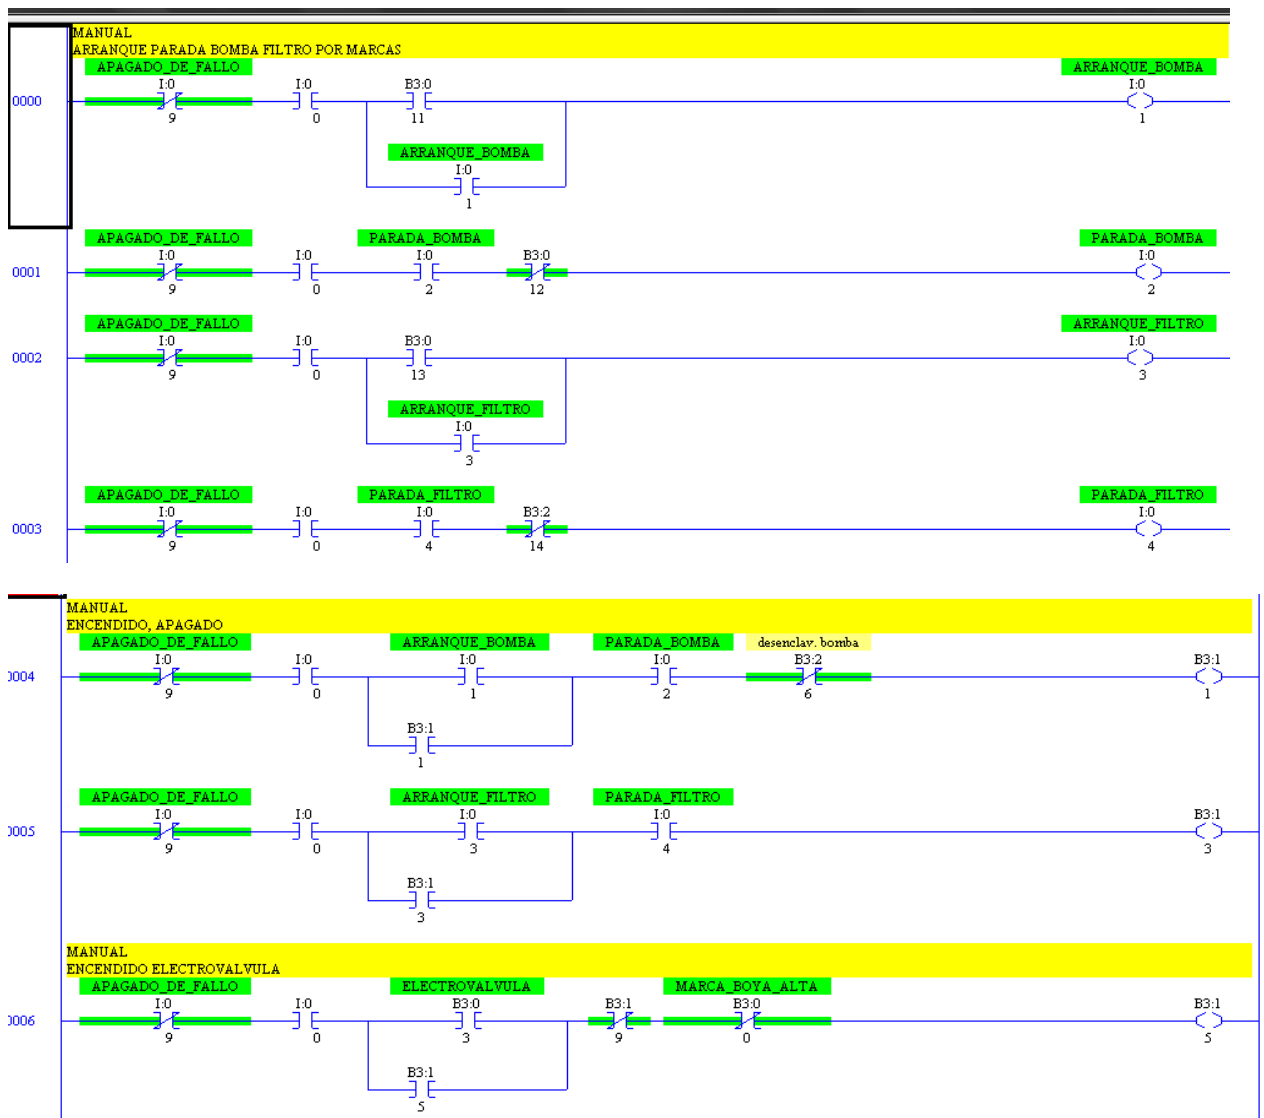 MANUAL
ARRANQUE PARADA BOMBA FILTRO POR MARCAS
APAGADO_DE_FALLO ARRANQUE_BOMBA
I:0 I:0 B3:0 I:0
0000
9 0 11 1
ARRANQUE_BOMBA
I:0
1
APAGADO_DE_FALLO PARADA_BOMBA PARADA_BOMBA
I:0 I:0 I:0 B3:0 I:0
0001
9 0 2 12 2
APAGADO_DE_FALLO ARRANQUE_FILTRO
I:0 I:0 B3:0 I:0
0002
9 0 13 3
ARRANQUE_FILTRO
I:0
3
APAGADO_DE_FALLO PARADA_FILTRO PARADA_FILTRO
I:0 I:0 I:0 B3:2 I:0
0003
9 0 4 14 4
MANUAL
ENCENDIDO, APAGADO
APAGADO_DE_FALLO ARRANQUE_BOMBA PARADA_BOMBA desenclav. bomba
I:0 I:0 I:0 I:0 B3:2 B3:1
0004
9 0 1 2 6 1
B3:1
1
APAGADO_DE_FALLO ARRANQUE_FILTRO PARADA_FILTRO
I:0 I:0 I:0 I:0 B3:1
0005
9 0 3 4 3
B3:1
3
MANUAL
ENCENDIDO ELECTROVALVULA
APAGADO_DE_FALLO ELECTROVALVULA MARCA_BOYA_ALTA
I:0 I:0 B3:0 B3:1 B3:0 B3:1
0006
9 0 3 9 0 5
B3:1
5